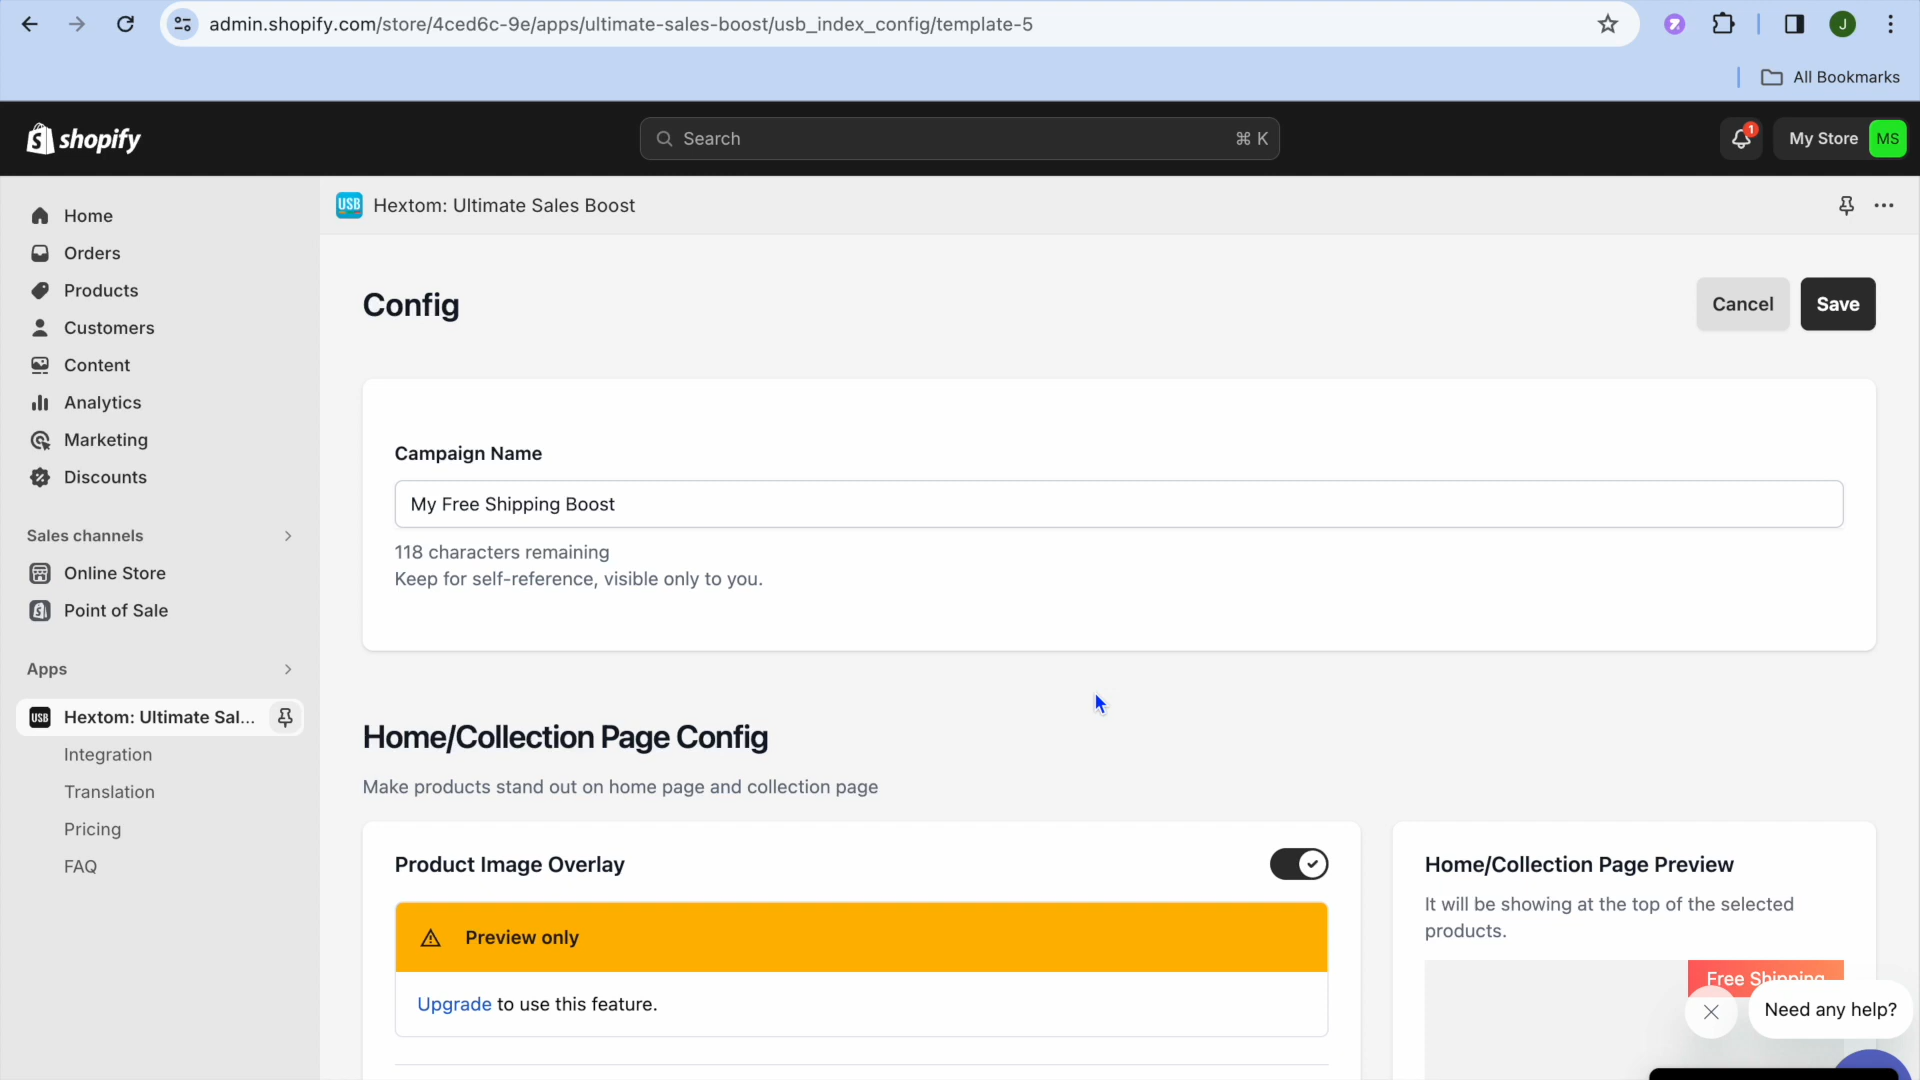 admin.shopify.com/store/4ced6c-9e/apps/ultimate-sales-boost/usb_index_config/template-5
J
All Bookmarks
shopify
Search
⌘ K
1
My Store
MS
Home
Orders
Products
Customers
Content
Analytics
Marketing
Discounts
Sales channels
Online Store
Point of Sale
Apps
USB
Hextom: Ultimate Sal...
Integration
Translation
Pricing
FAQ
USB
Hextom: Ultimate Sales Boost
Config
Cancel
Save
Campaign Name
My Free Shipping Boost
118 characters remaining
Keep for self-reference, visible only to you.
Home/Collection Page Config
Make products stand out on home page and collection page
Product Image Overlay
Preview only
Upgrade to use this feature.
Home/Collection Page Preview
It will be showing at the top of the selected
products.
Free Shipping
Need any help?